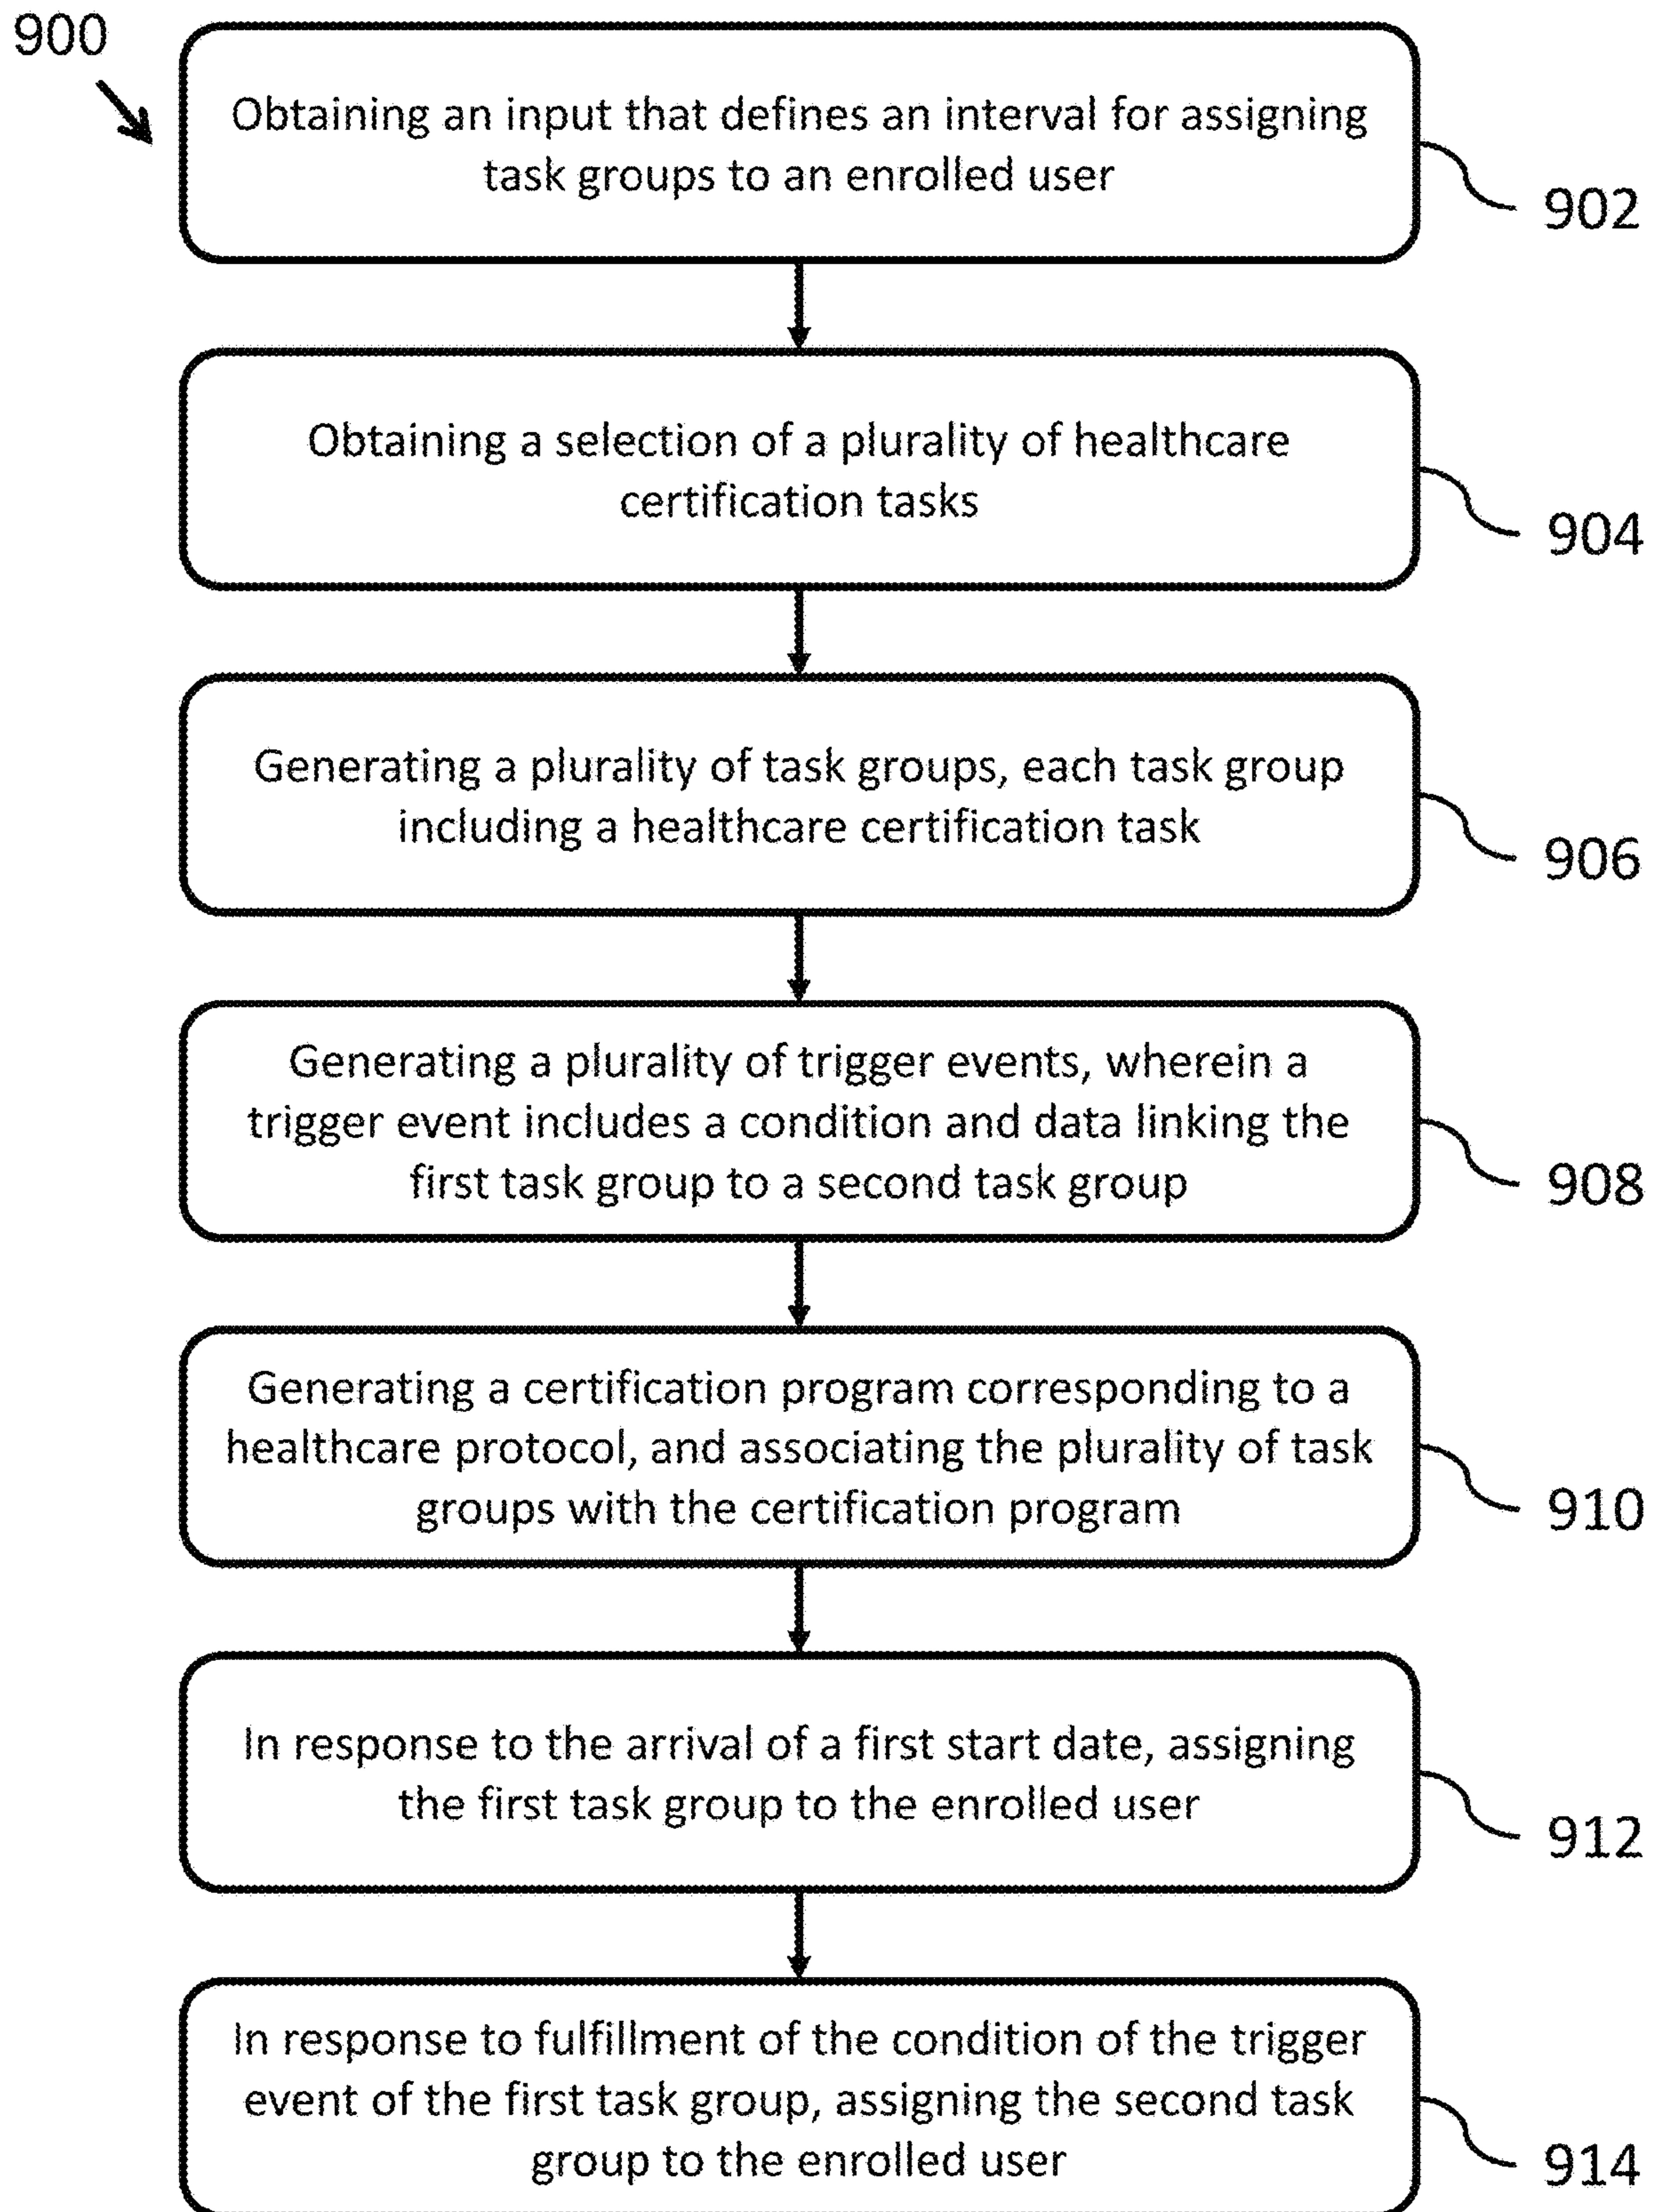 900
Obtaining an input that defines an interval for assigning
task groups to an enrolled user
902
Obtaining a selection of a plurality of healthcare
certification tasks
904
Generating a plurality of task groups, each task group
including a healthcare certification task
906
Generating a plurality of trigger events, wherein a
trigger event includes a condition and data linking the
first task group to a second task group
908
Generating a certification program corresponding to a
healthcare protocol, and associating the plurality of task
groups with the certification program
910
In response to the arrival of a first start date, assigning
the first task group to the enrolled user
912
In response to fulfillment of the condition of the trigger
event of the first task group, assigning the second task
group to the enrolled user
914